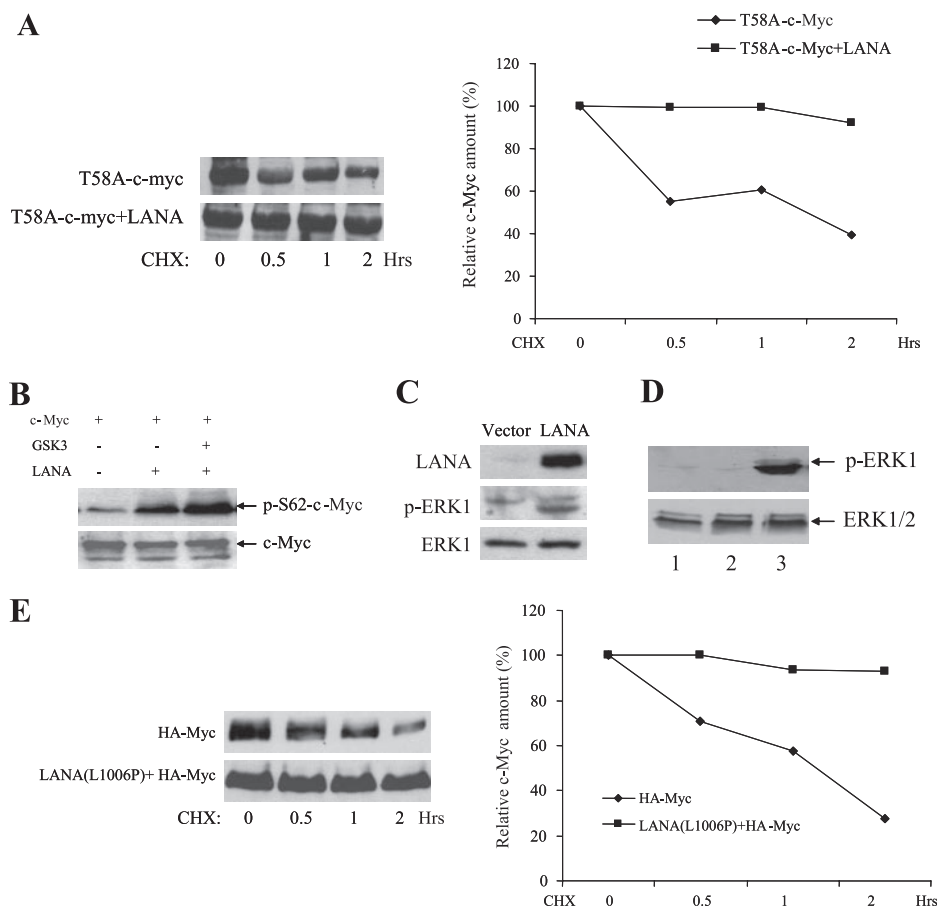 A
T58A-c-Myc
T58A-c-Myc+LANA
T58A-c-myc
T58A-c-myc+LANA
CHX: 0 0.5 1 2 Hrs
Relative c-Myc amount (%)
120
100
80
60
40
20
0
CHX 0 0.5 1 2 Hrs
B
c-Myc + + +
GSK3 - - +
LANA - + +
p-S62-c-Myc
c-Myc
C
Vector LANA
LANA
p-ERK1
ERK1
D
p-ERK1
ERK1/2
1 2 3
E
HA-Myc
LANA(L1006P)+ HA-Myc
CHX: 0 0.5 1 2 Hrs
Relative c-Myc amount (%)
120
100
80
60
40
20
0
HA-Myc
LANA(L1006P)+HA-Myc
CHX 0 0.5 1 2 Hrs